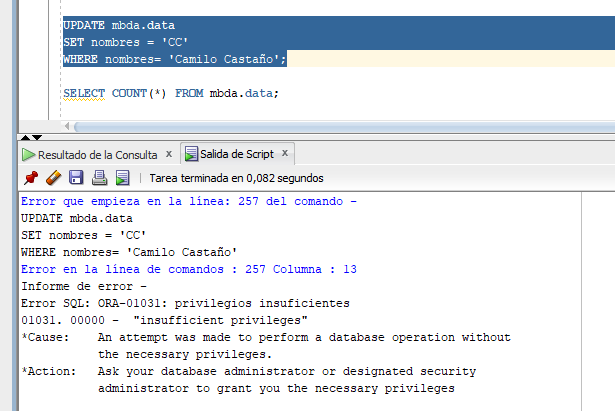 UPDATE mbda.data
SET nombres = 'CC'
WHERE nombres= 'Camilo Castaño';
SELECT COUNT(*) FROM mbda.data;
Resultado de la Consulta x Salida de Script x
Tarea terminada en 0,082 segundos
Error que empieza en la línea: 257 del comando -
UPDATE mbda.data
SET nombres = 'CC'
WHERE nombres= 'Camilo Castaño'
Error en la línea de comandos : 257 Columna : 13
Informe de error -
Error SQL: ORA-01031: privilegios insuficientes
01031. 00000 -  "insufficient privileges"
*Cause:    An attempt was made to perform a database operation without
           the necessary privileges.
*Action:   Ask your database administrator or designated security
           administrator to grant you the necessary privileges